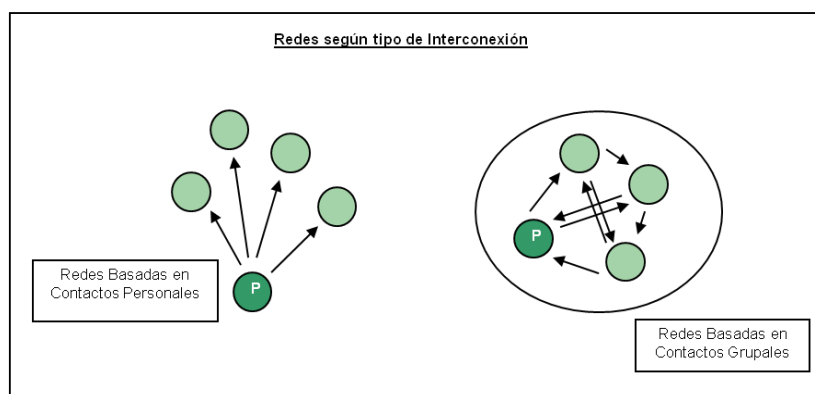 Redes según tipo de Interconexión
P
Redes Basadas en
Contactos Personales
P
Redes Basadas en
Contactos Grupales